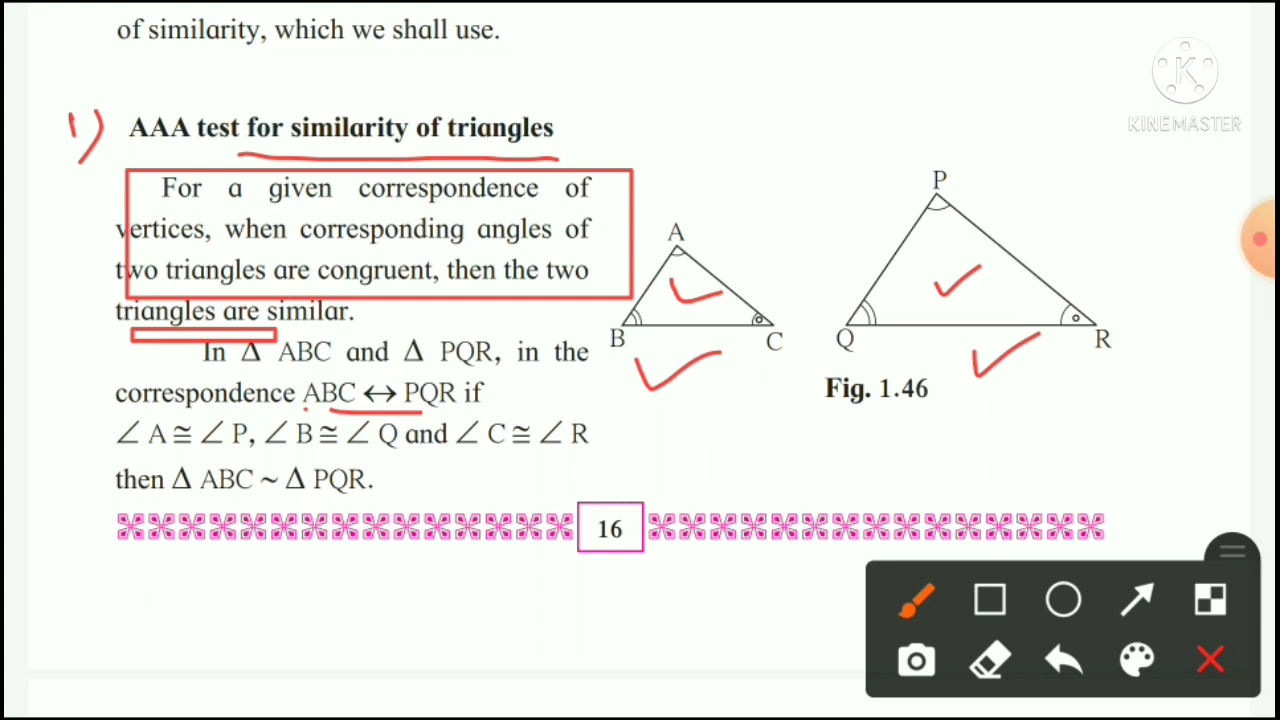 of similarity, which we shall use.
1) AAA test for similarity of triangles
For a given correspondence of
vertices, when corresponding angles of
two triangles are congruent, then the two
triangles are similar.
In Δ ABC and Δ PQR, in the
correspondence ABC ↔ PQR if
∠ A ≅ ∠ P, ∠ B ≅ ∠ Q and ∠ C ≅ ∠ R
then Δ ABC ~ Δ PQR.
A
B
C
P
Q
R
Fig. 1.46
16
K
KINEMASTER